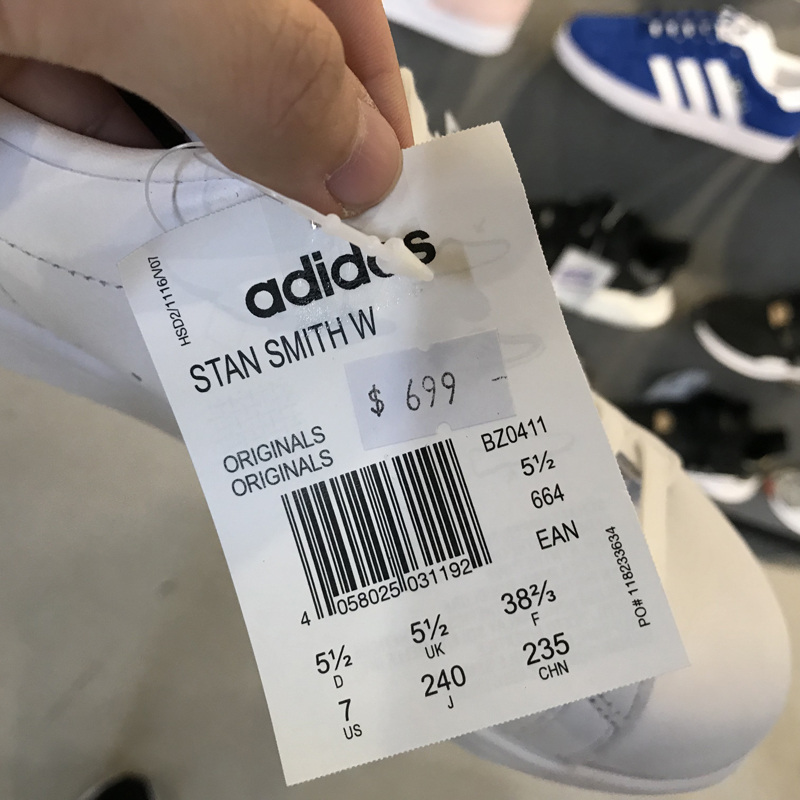 HSD2/1116/V07
adidas
STAN SMITH W
$ 699
ORIGINALS
ORIGINALS
BZ0411
5½
664
EAN
4 058025 031192
PO# 118233634
5½ 5½ 38⅔
D UK F
7 240 235
US J CHN